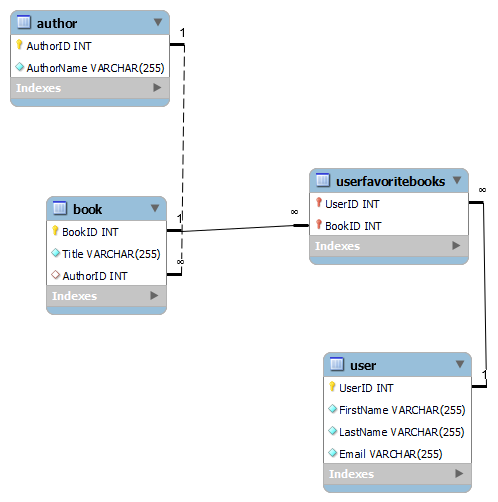 author
AuthorID INT
AuthorName VARCHAR(255)
Indexes
1
book
BookID INT
Title VARCHAR(255)
AuthorID INT
Indexes
1
∞
∞
userfavoritebooks
UserID INT
BookID INT
Indexes
∞
1
user
UserID INT
FirstName VARCHAR(255)
LastName VARCHAR(255)
Email VARCHAR(255)
Indexes